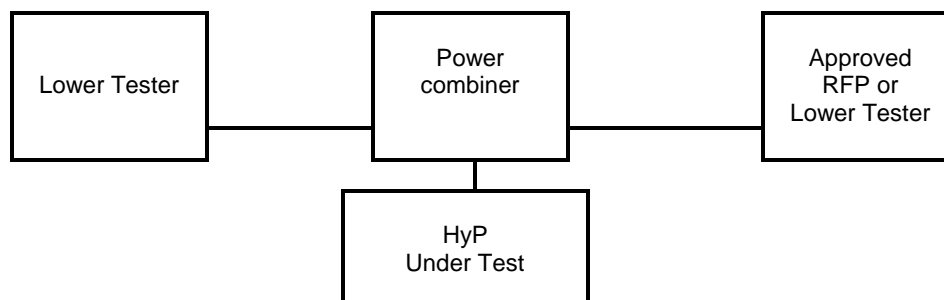 Lower Tester
Power
combiner
Approved
RFP or
Lower Tester
HyP
Under Test